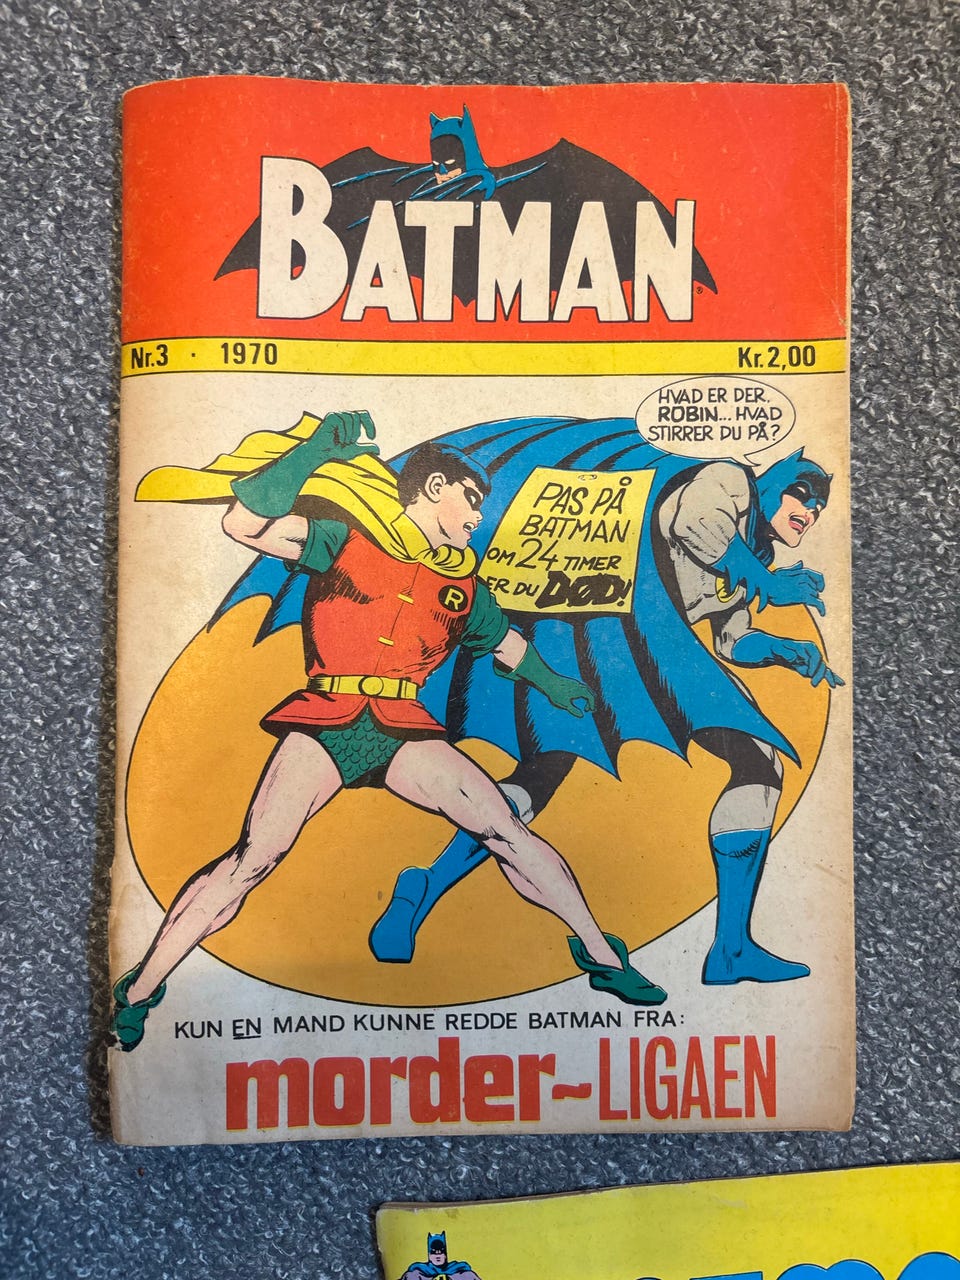 BATMAN
Nr.3 · 1970 Kr.2,00
HVAD ER DER,
ROBIN... HVAD
STIRRER DU PÅ?
PAS PÅ
BATMAN
OM 24 TIMER
ER DU DØD!
R
KUN EN MAND KUNNE REDDE BATMAN FRA:
morder-LIGAEN